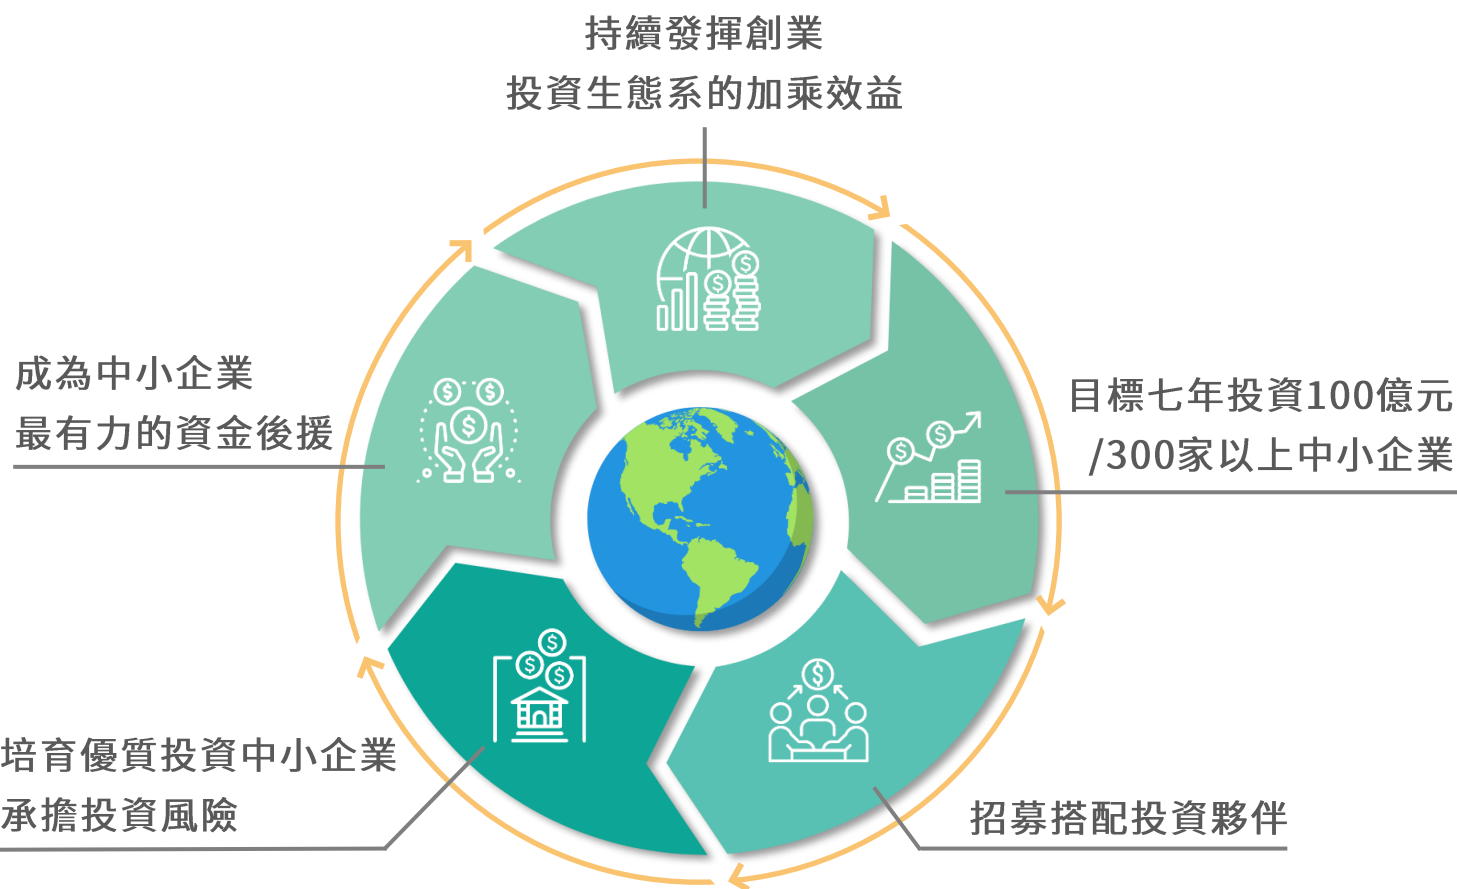 持續發揮創業
投資生態系的加乘效益
目標七年投資100億元
/300家以上中小企業
招募搭配投資夥伴
培育優質投資中小企業
承擔投資風險
成為中小企業
最有力的資金後援